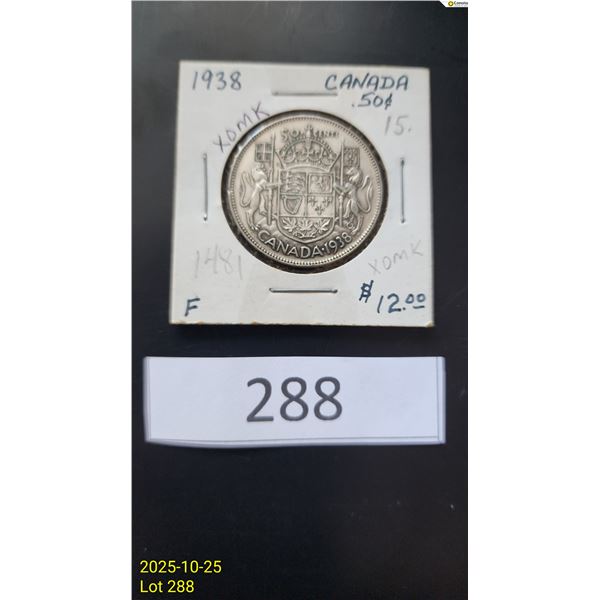 1938 CANADA
.50¢
XOMK 15.
50 CENTS
CANADA·1938
1481 XOMK
F $12.00
288
2025-10-25
Lot 288